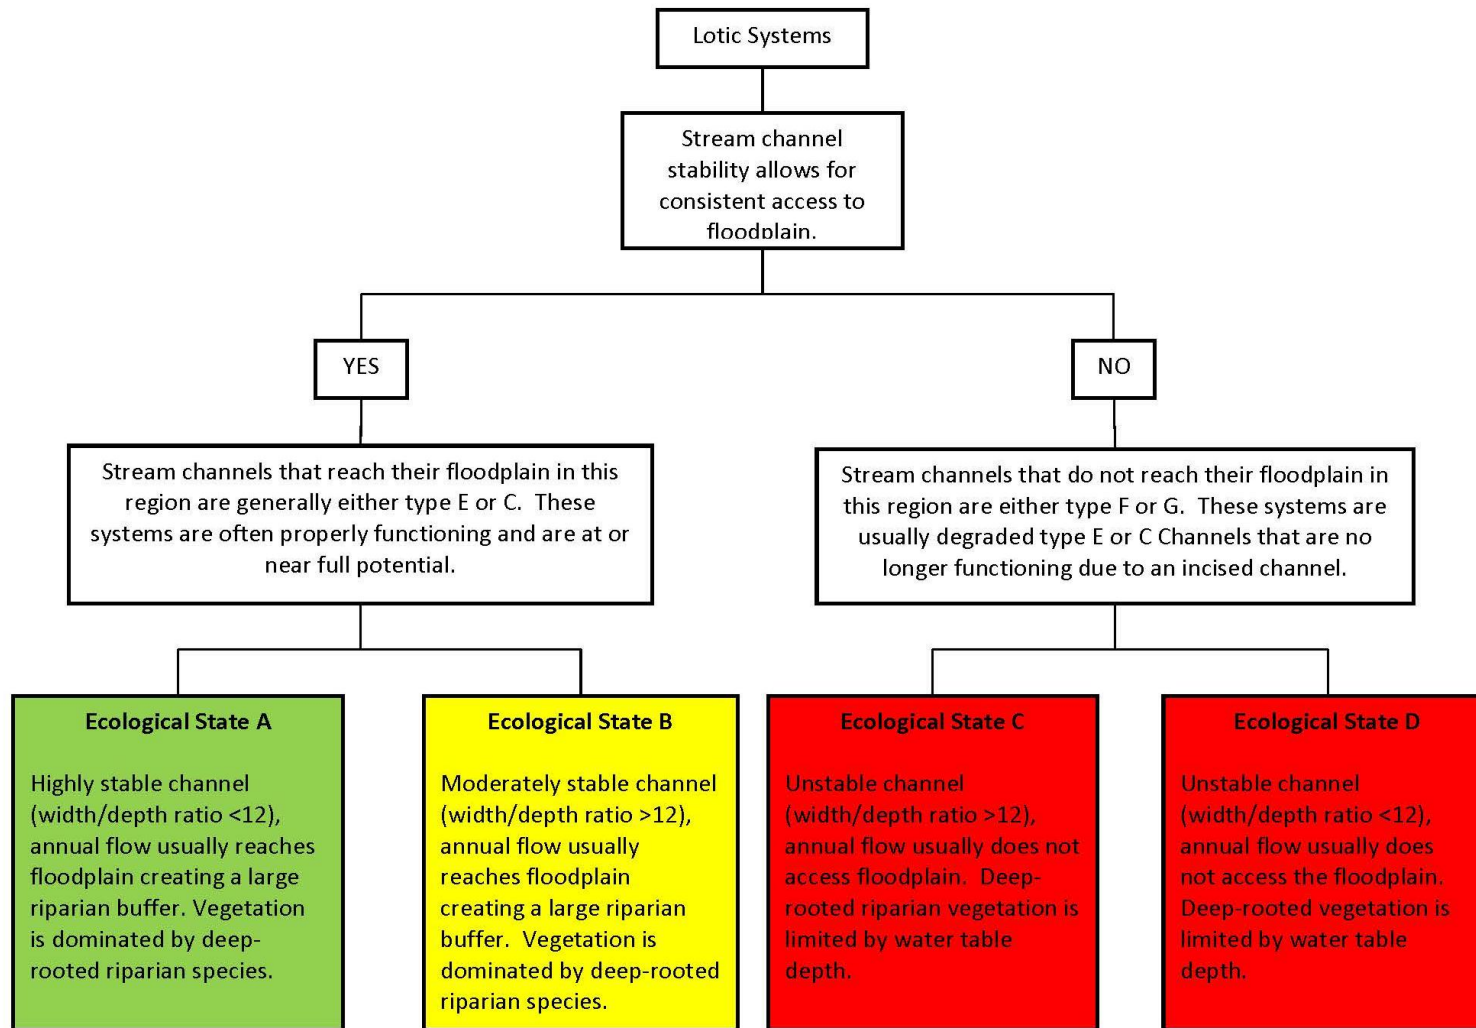 Lotic Systems
Stream channel
stability allows for
consistent access to
floodplain.
YES
NO
Stream channels that reach their floodplain in this
region are generally either type E or C.  These
systems are often properly functioning and are at or
near full potential.
Stream channels that do not reach their floodplain in
this region are either type F or G.  These systems are
usually degraded type E or C Channels that are no
longer functioning due to an incised channel.
Ecological State A
Highly stable channel
(width/depth ratio <12),
annual flow usually reaches
floodplain creating a large
riparian buffer. Vegetation
is dominated by deep-
rooted riparian species.
Ecological State B
Moderately stable channel
(width/depth ratio >12),
annual flow usually
reaches floodplain
creating a large riparian
buffer.  Vegetation is
dominated by deep-rooted
riparian species.
Ecological State C
Unstable channel
(width/depth ratio >12),
annual flow usually does not
access floodplain.  Deep-
rooted riparian vegetation is
limited by water table
depth.
Ecological State D
Unstable channel
(width/depth ratio <12),
annual flow usually does
not access the floodplain.
Deep-rooted vegetation is
limited by water table
depth.